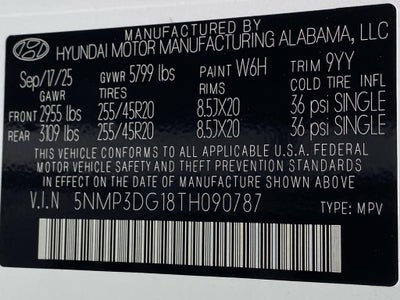 MANUFACTURED BY
HYUNDAI MOTOR MANUFACTURING ALABAMA, LLC
Sep/17/25 GVWR 5799 lbs PAINT W6H TRIM 9YY
GAWR TIRES RIMS COLD TIRE INFL
FRONT 2955 lbs 255/45R20 8.5JX20 36 psi SINGLE
REAR 3109 lbs 255/45R20 8.5JX20 36 psi SINGLE
THIS VEHICLE CONFORMS TO ALL APPLICABLE U.S.A. FEDERAL
MOTOR VEHICLE SAFETY AND THEFT PREVENTION STANDARDS
IN EFFECT ON THE DATE OF MANUFACTURE SHOWN ABOVE.
V.I.N 5NMP3DG18TH090787 TYPE: MPV